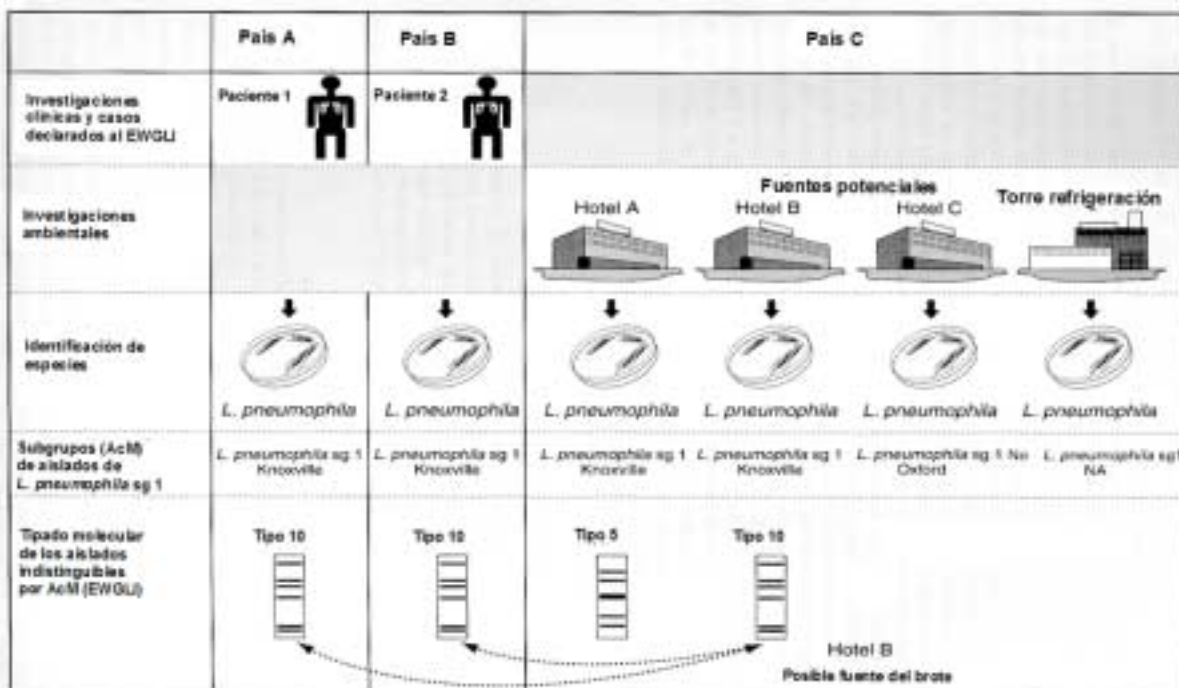 País A
País B
País C
Investigaciones
clínicas y casos
declarados al EWGLI
Paciente 1
Paciente 2
Investigaciones
ambientales
Fuentes potenciales
Hotel A
Hotel B
Hotel C
Torre refrigeración
Identificación de
especies
L. pneumophila
L. pneumophila
L. pneumophila
L. pneumophila
L. pneumophila
L. pneumophila
Subgrupos (AcM)
de aislados de
L. pneumophila sg 1
L. pneumophila sg 1
Knoxville
L. pneumophila sg 1
Knoxville
L. pneumophila sg 1
Knoxville
L. pneumophila sg 1
Knoxville
L. pneumophila sg 1
Oxford
No L. pneumophila sg1
NA
Tipado molecular
de los aislados
indistinguibles
por AcM (EWGLI)
Tipo 10
Tipo 10
Tipo 5
Tipo 10
Hotel B
Posible fuente del brote